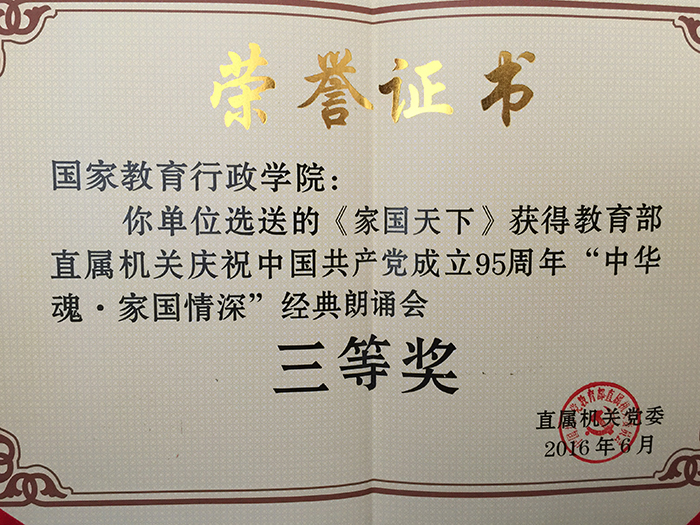 荣誉证书
国家教育行政学院：
你单位选送的《家国天下》获得教育部
直属机关庆祝中国共产党成立95周年“中华
魂·家国情深”经典朗诵会
三等奖
直属机关党委
2016年6月